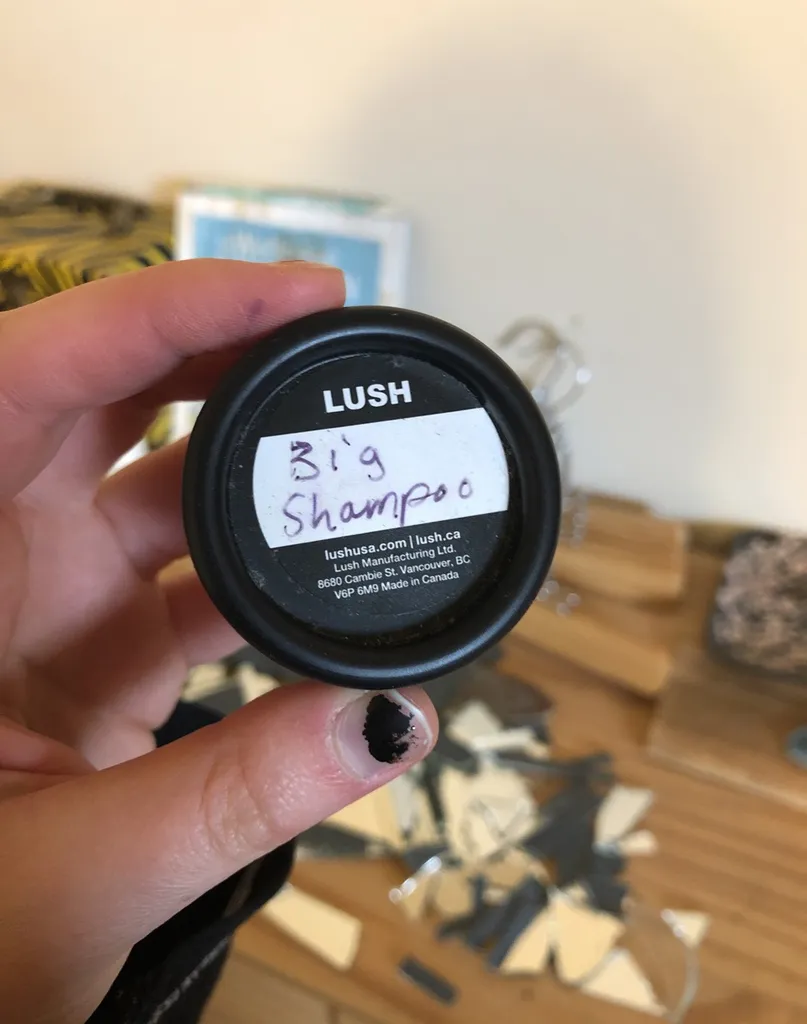 LUSH
Big
Shampoo
lushusa.com | lush.ca
Lush Manufacturing Ltd.
8680 Cambie St. Vancouver, BC
V6P 6M9 Made in Canada